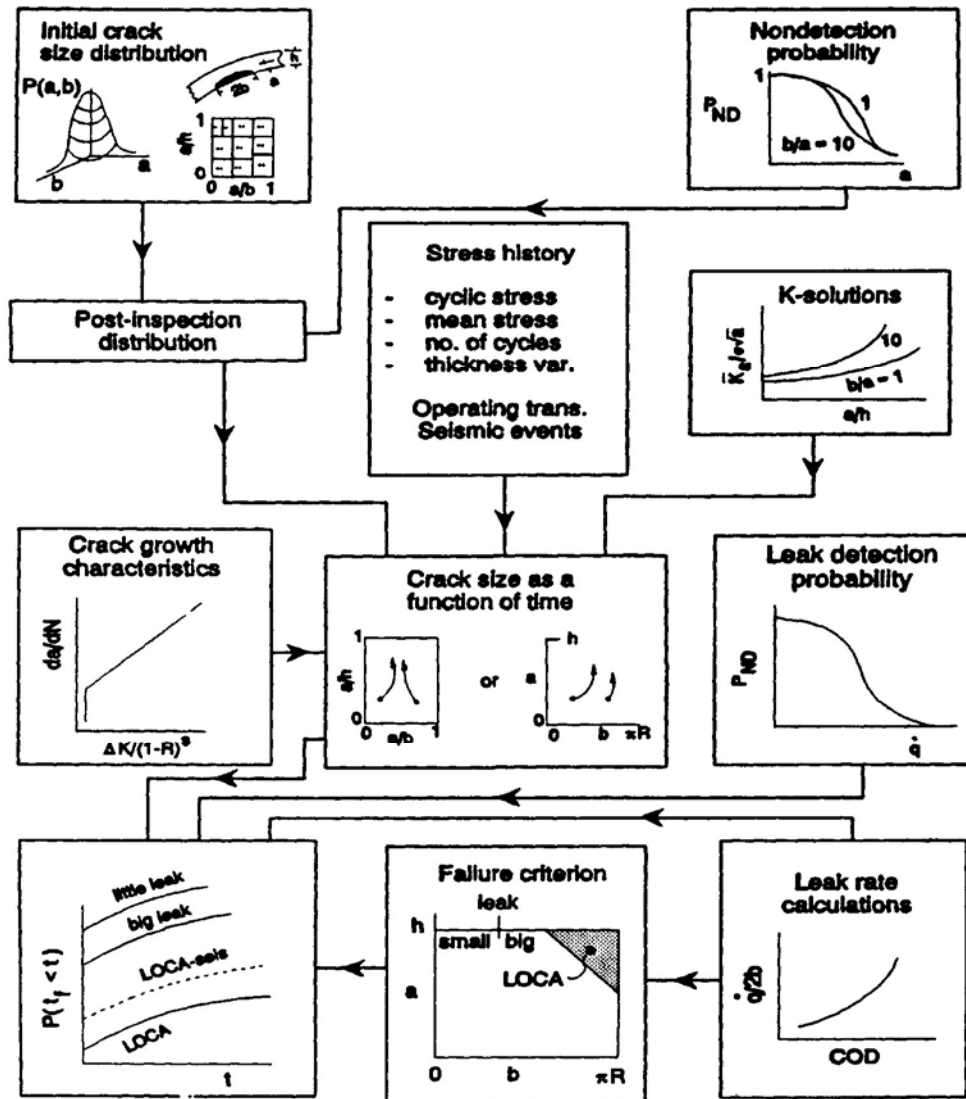 Initial crack
size distribution
P(a,b)
h
2b
a
b
a
1
a/h
0
0 a/b 1
Nondetection
probability
1
P_ND
1
b/a = 10
a
Stress history
- cyclic stress
- mean stress
- no. of cycles
- thickness var.
Operating trans.
Seismic events
Post-inspection
distribution
K-solutions
10
b/a = 1
a/h
Crack growth
characteristics
da/dN
ΔK/(1-R)^s
Crack size as a
function of time
1
a/h
0
0 a/b 1
or
h
a
0
0 b πR
Leak detection
probability
P_ND
q̇
little leak
big leak
LOCA-seis
LOCA
P(t_f < t)
t
Failure criterion
leak
h
small big
LOCA
a
0 b πR
Leak rate
calculations
Q̇/2b
COD